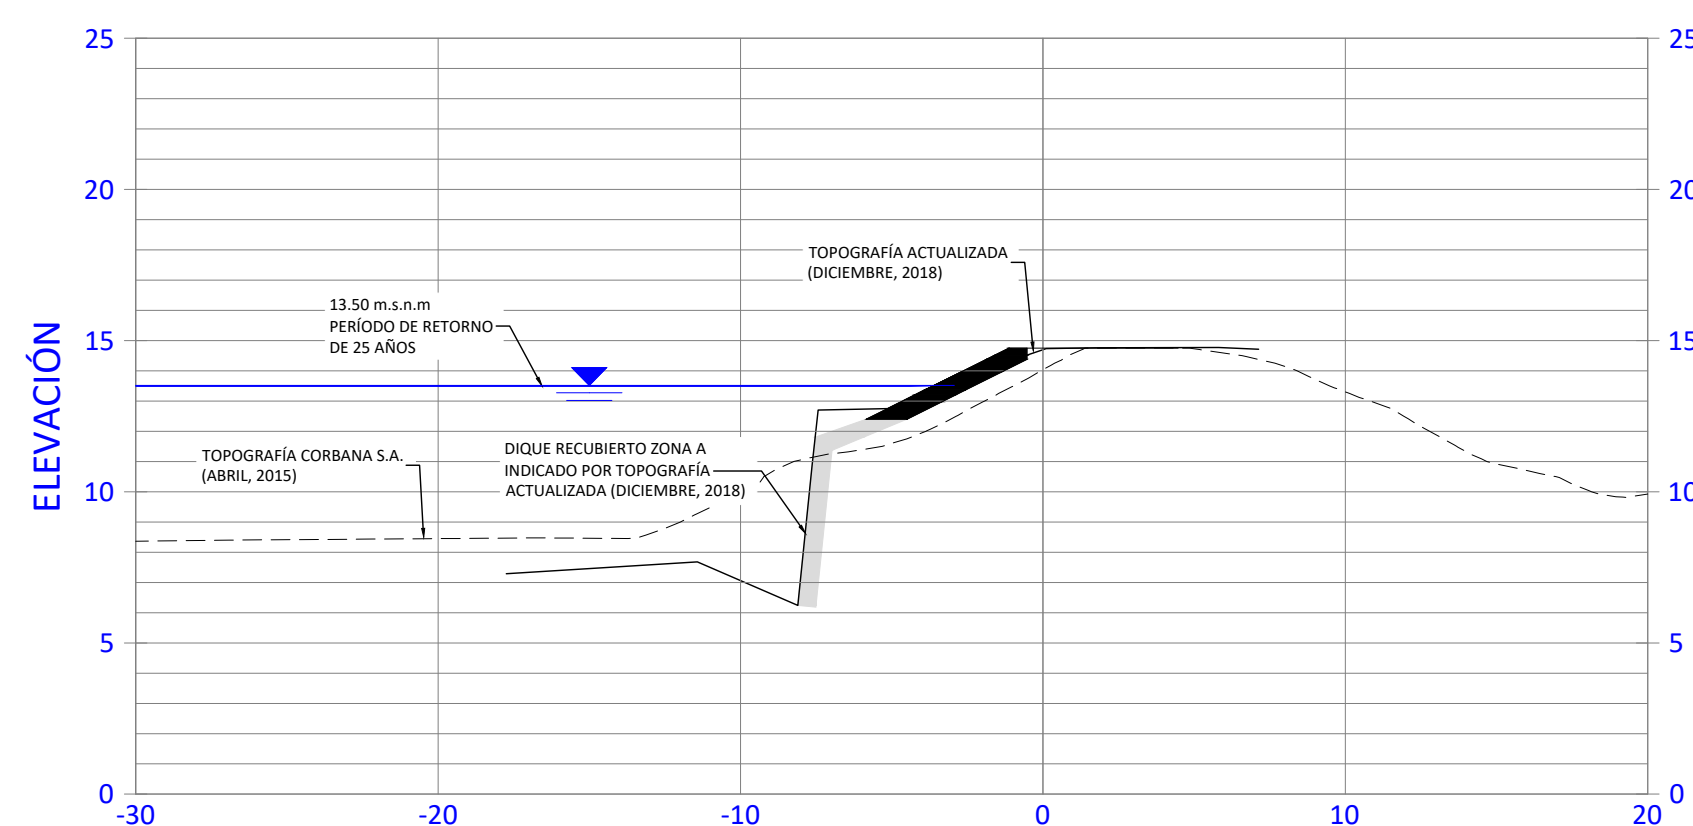 25
25
20
20
TOPOGRAFÍA ACTUALIZADA
(DICIEMBRE, 2018)
13.50 m.s.n.m
PERÍODO DE RETORNO
DE 25 AÑOS
15
15
ELEVACIÓN
DIQUE RECUBIERTO ZONA A
INDICADO POR TOPOGRAFÍA
ACTUALIZADA (DICIEMBRE, 2018)
TOPOGRAFÍA CORBANA S.A.
(ABRIL, 2015)
10
10
5
5
0
0
-30
-20
-10
0
10
20